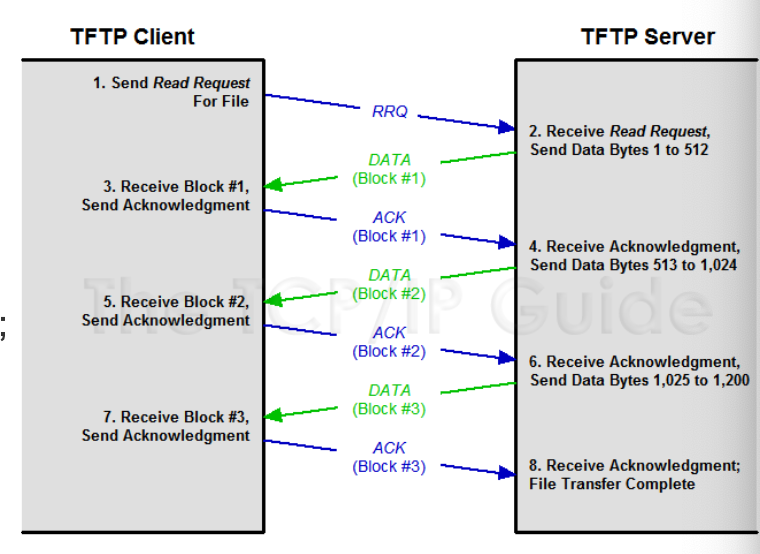 TFTP Client
TFTP Server
1. Send Read Request
For File
RRQ
2. Receive Read Request,
Send Data Bytes 1 to 512
DATA
(Block #1)
3. Receive Block #1,
Send Acknowledgment
ACK
(Block #1)
4. Receive Acknowledgment,
Send Data Bytes 513 to 1,024
DATA
(Block #2)
The TCP/IP Guide
5. Receive Block #2,
Send Acknowledgment
;
ACK
(Block #2)
6. Receive Acknowledgment,
Send Data Bytes 1,025 to 1,200
DATA
(Block #3)
7. Receive Block #3,
Send Acknowledgment
ACK
(Block #3)
8. Receive Acknowledgment;
File Transfer Complete